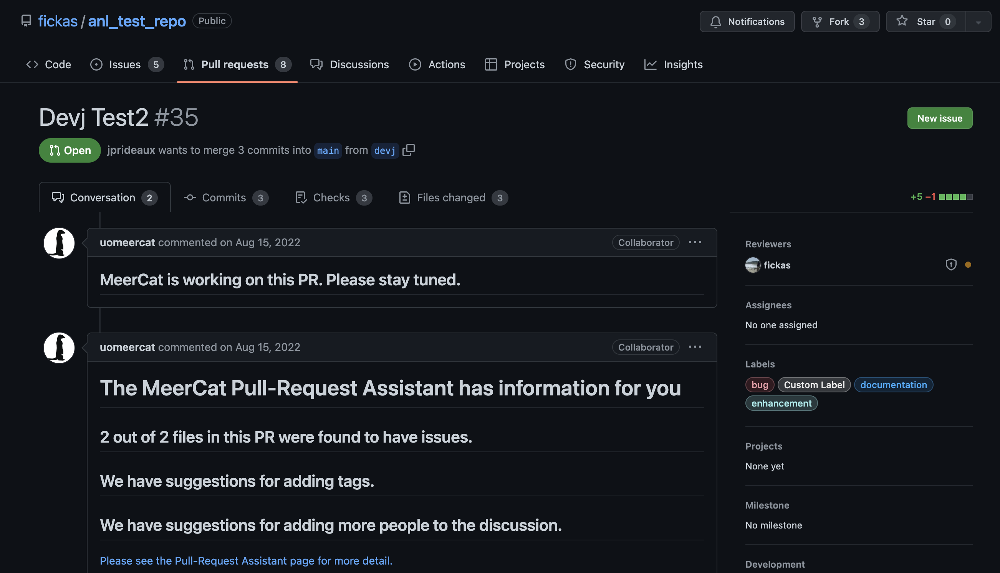 fickas / anl_test_repo Public Notifications Fork 3 Star 0
Code Issues 5 Pull requests 8 Discussions Actions Projects Security Insights
Devj Test2 #35 New issue
Open jprideaux wants to merge 3 commits into main from devj
Conversation 2 Commits 3 Checks 3 Files changed 3 +5 −1
uomeercat commented on Aug 15, 2022 Collaborator
MeerCat is working on this PR. Please stay tuned.
uomeercat commented on Aug 15, 2022 Collaborator
The MeerCat Pull-Request Assistant has information for you
2 out of 2 files in this PR were found to have issues.
We have suggestions for adding tags.
We have suggestions for adding more people to the discussion.
Please see the Pull-Request Assistant page for more detail.
Reviewers
fickas
Assignees
No one assigned
Labels
bug Custom Label documentation
enhancement
Projects
None yet
Milestone
No milestone
Development